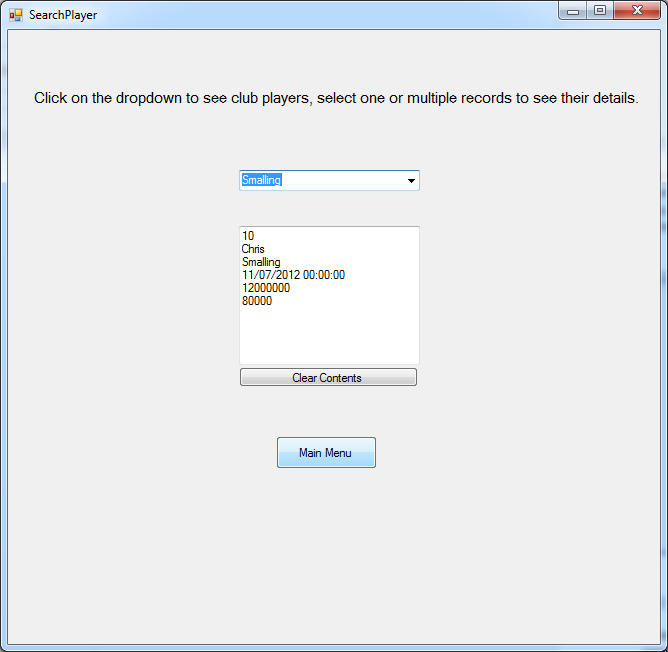 SearchPlayer
Click on the dropdown to see club players, select one or multiple records to see their details.
Smalling
10
Chris
Smalling
11/07/2012 00:00:00
12000000
80000
Clear Contents
Main Menu